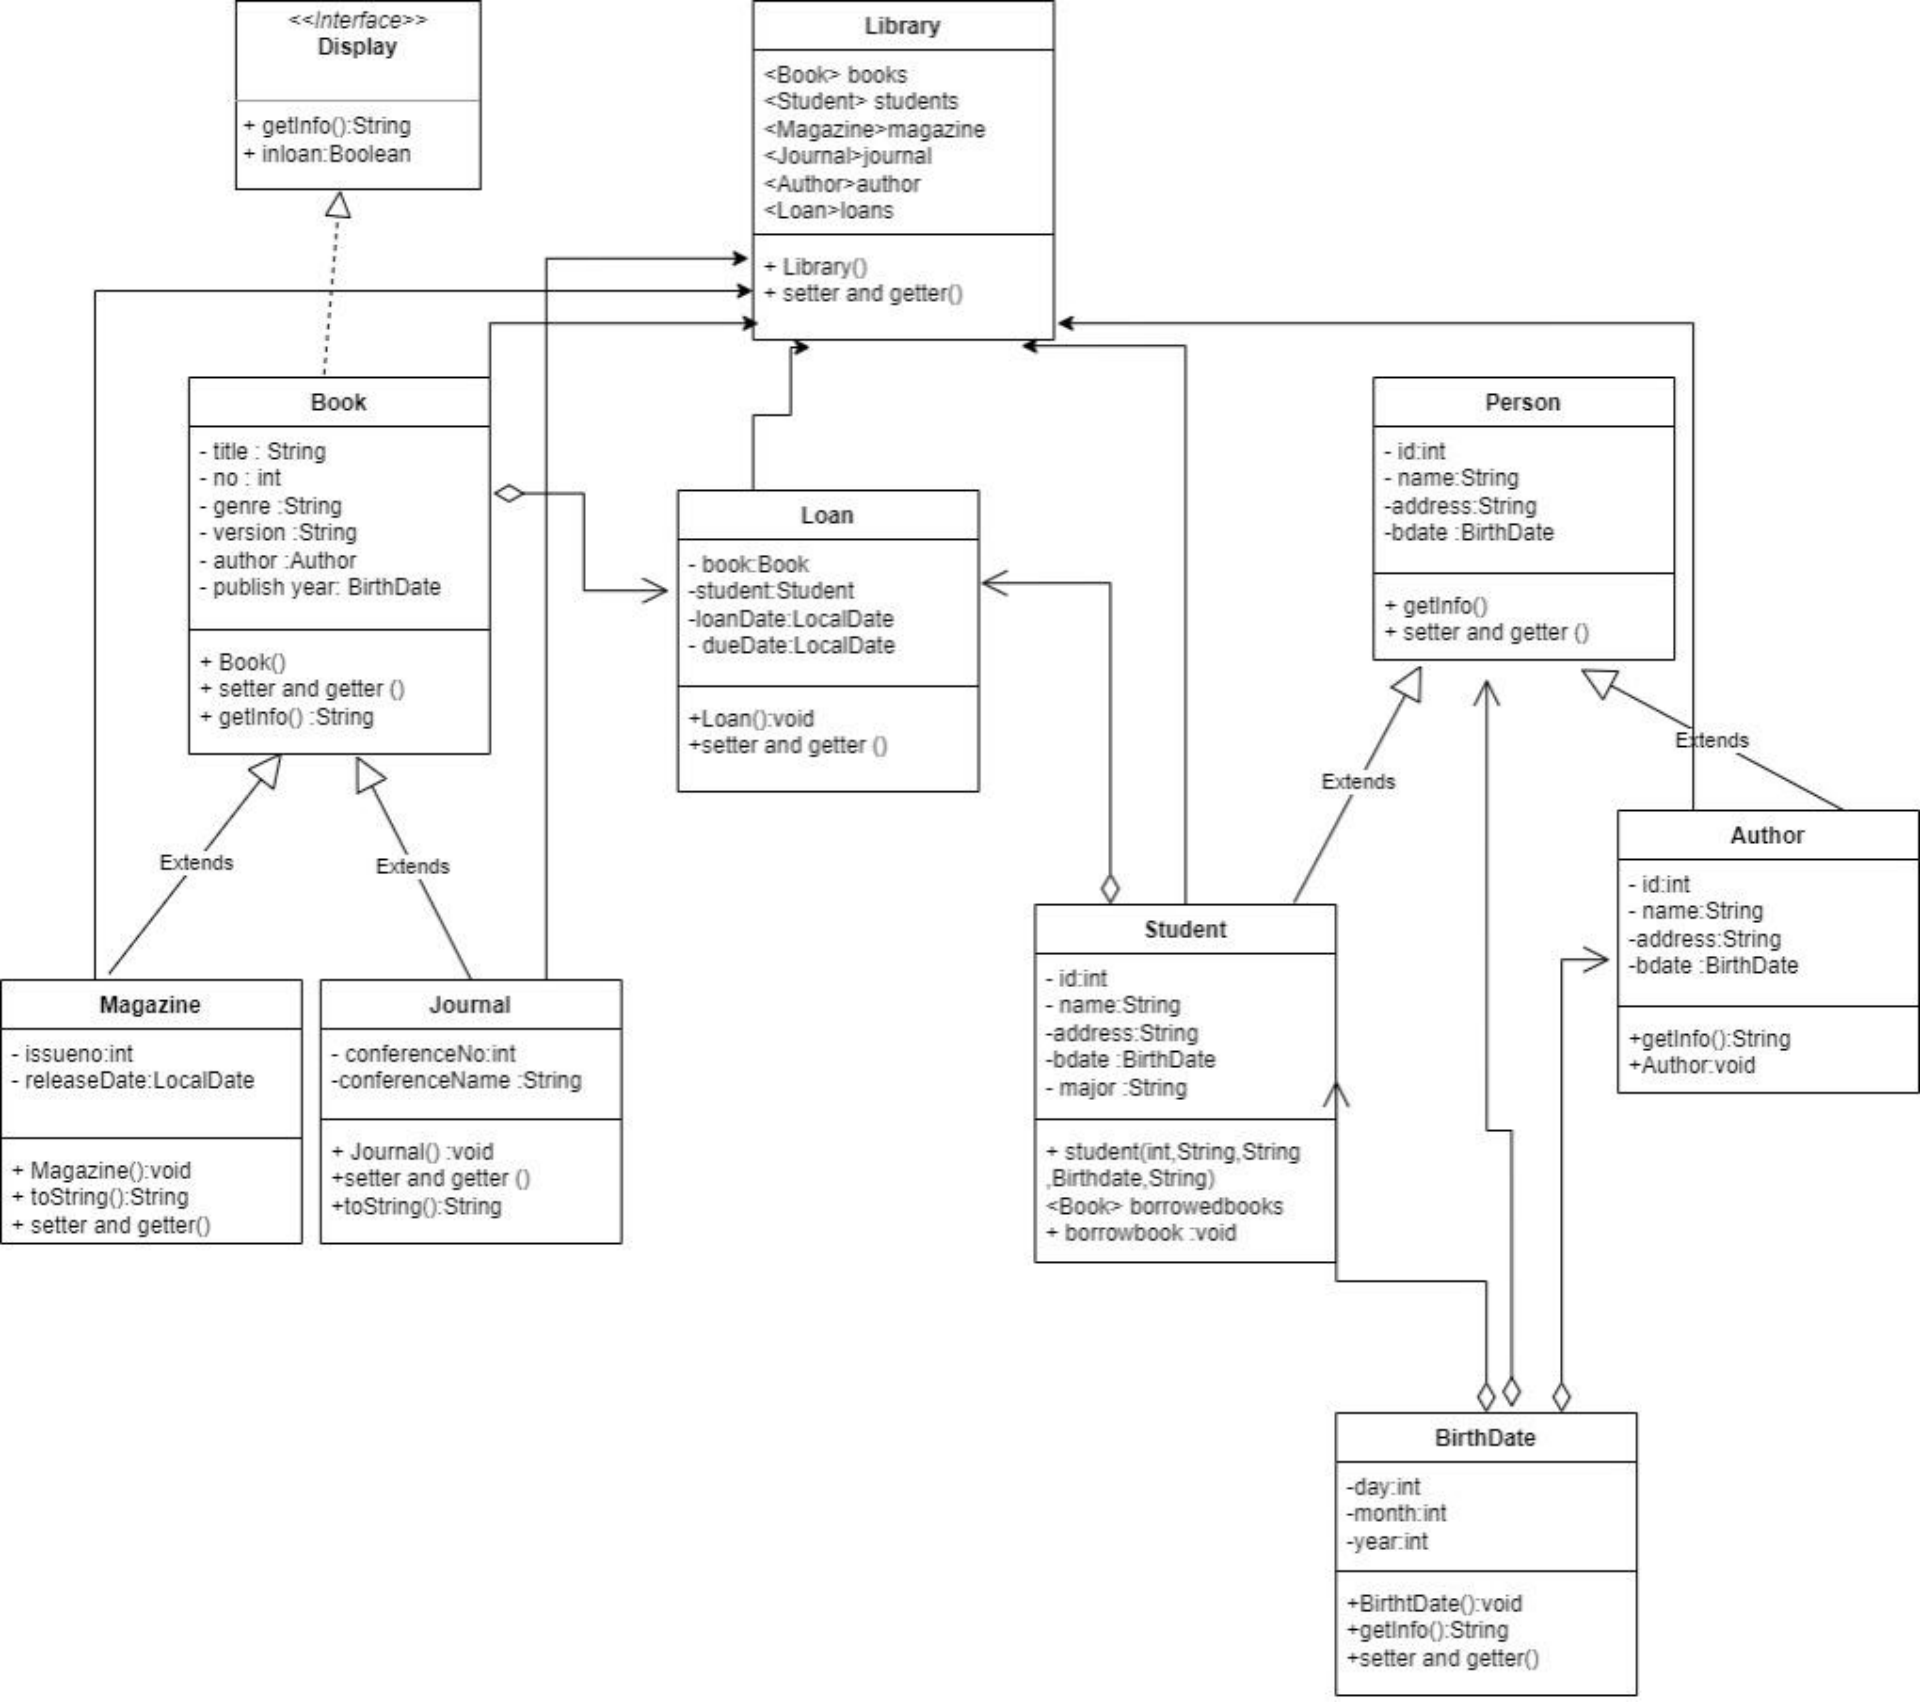 <<Interface>>
Display
+ getInfo():String
+ inloan:Boolean
Library
<Book> books
<Student> students
<Magazine>magazine
<Journal>journal
<Author>author
<Loan>loans
+ Library()
+ setter and getter()
Book
- title : String
- no : int
- genre :String
- version :String
- author :Author
- publish year: BirthDate
+ Book()
+ setter and getter ()
+ getInfo() :String
Loan
- book:Book
-student:Student
-loanDate:LocalDate
- dueDate:LocalDate
+Loan():void
+setter and getter ()
Person
- id:int
- name:String
-address:String
-bdate :BirthDate
+ getInfo()
+ setter and getter ()
Extends
Extends
Extends
Extends
Magazine
- issueno:int
- releaseDate:LocalDate
+ Magazine():void
+ toString():String
+ setter and getter()
Journal
- conferenceNo:int
-conferenceName :String
+ Journal() :void
+setter and getter ()
+toString():String
Student
- id:int
- name:String
-address:String
-bdate :BirthDate
- major :String
+ student(int,String,String
,Birthdate,String)
<Book> borrowedbooks
+ borrowbook :void
Author
- id:int
- name:String
-address:String
-bdate :BirthDate
+getInfo():String
+Author:void
BirthDate
-day:int
-month:int
-year:int
+BirthtDate():void
+getInfo():String
+setter and getter()